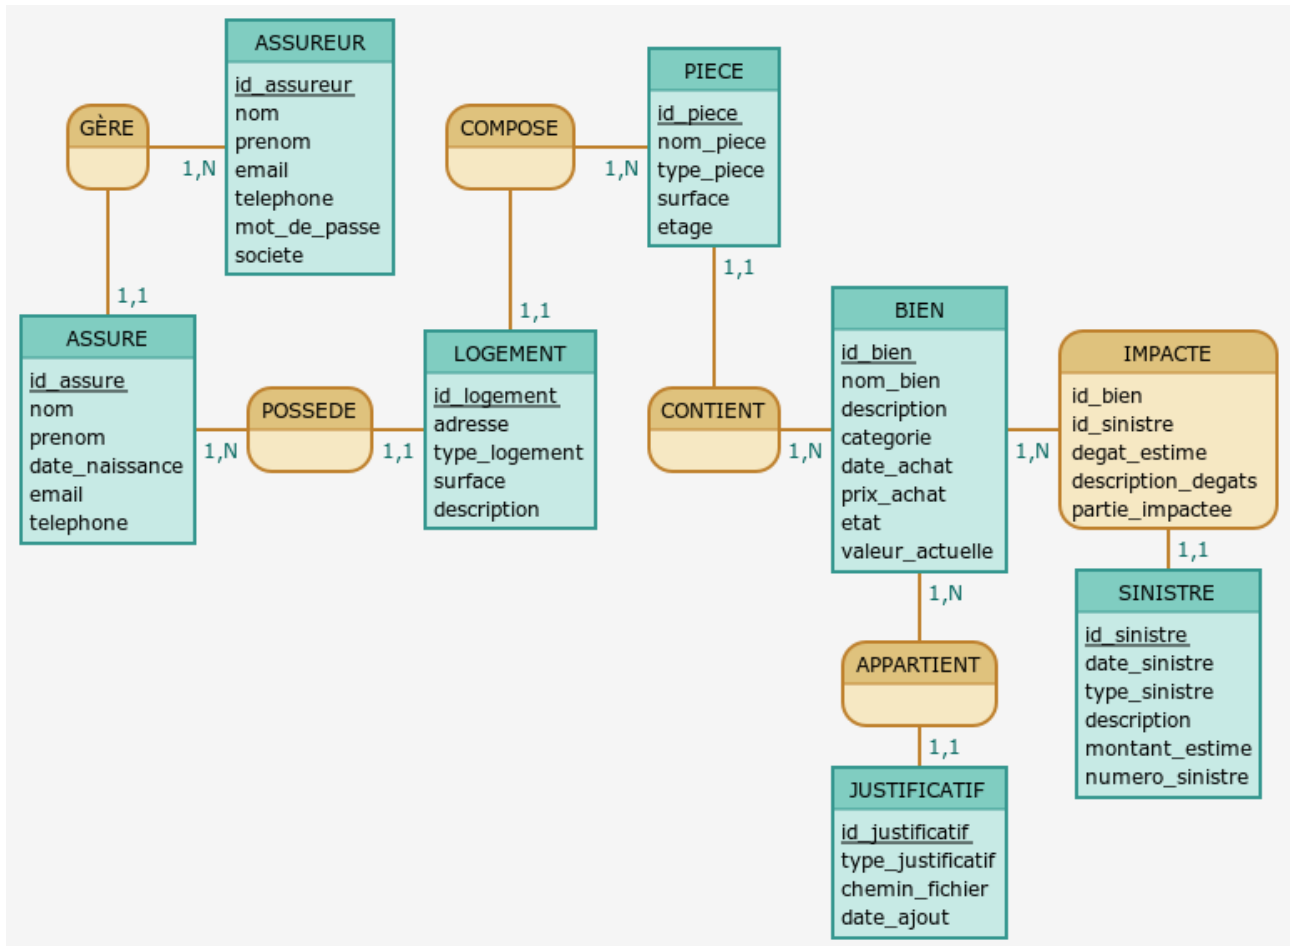 ASSUREUR
id_assureur
nom
prenom
email
telephone
mot_de_passe
societe
GÈRE
1,N
1,1
COMPOSE
1,N
1,1
PIECE
id_piece
nom_piece
type_piece
surface
etage
1,1
ASSURE
id_assure
nom
prenom
date_naissance
email
telephone
1,N
POSSEDE
1,1
LOGEMENT
id_logement
adresse
type_logement
surface
description
CONTIENT
1,N
BIEN
id_bien
nom_bien
description
categorie
date_achat
prix_achat
etat
valeur_actuelle
1,N
IMPACTE
id_bien
id_sinistre
degat_estime
description_degats
partie_impactee
1,1
SINISTRE
id_sinistre
date_sinistre
type_sinistre
description
montant_estime
numero_sinistre
1,N
APPARTIENT
1,1
JUSTIFICATIF
id_justificatif
type_justificatif
chemin_fichier
date_ajout